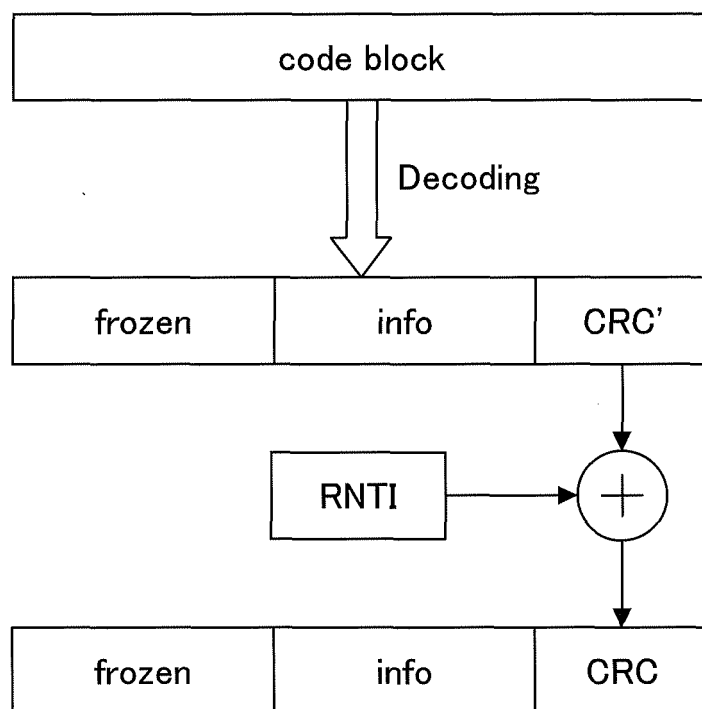 code block
Decoding
frozen info CRC'
RNTI
frozen info CRC